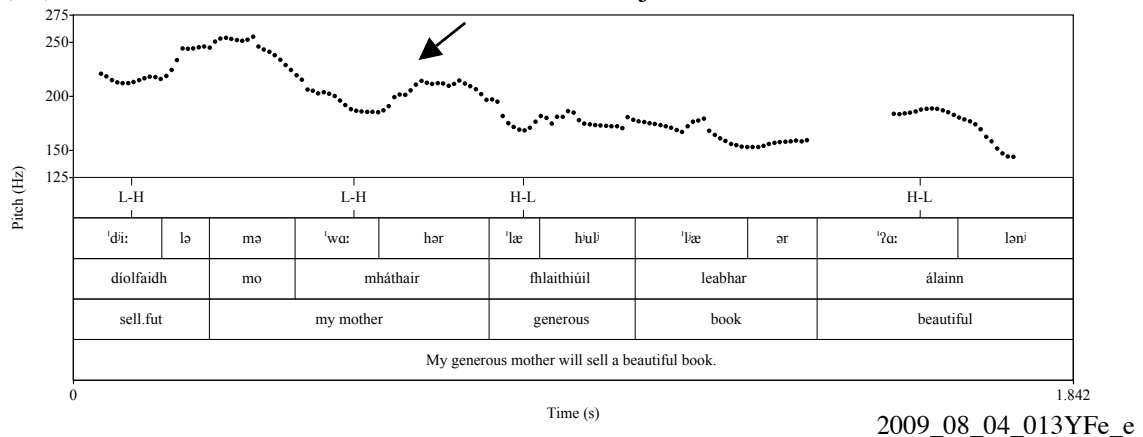 275
250
200
150
125
Pitch (Hz)
L-H L-H H-L H-L
ˈdʲiː lə mə ˈwɑː hər ˈlæ hʲulʲ ˈlʲæ ər ˈʔɑː lənʲ
díolfaidh mo mháthair fhlaithiúil leabhar álainn
sell.fut my mother generous book beautiful
My generous mother will sell a beautiful book.
0 1.842
Time (s)
2009_08_04_013YFe_e